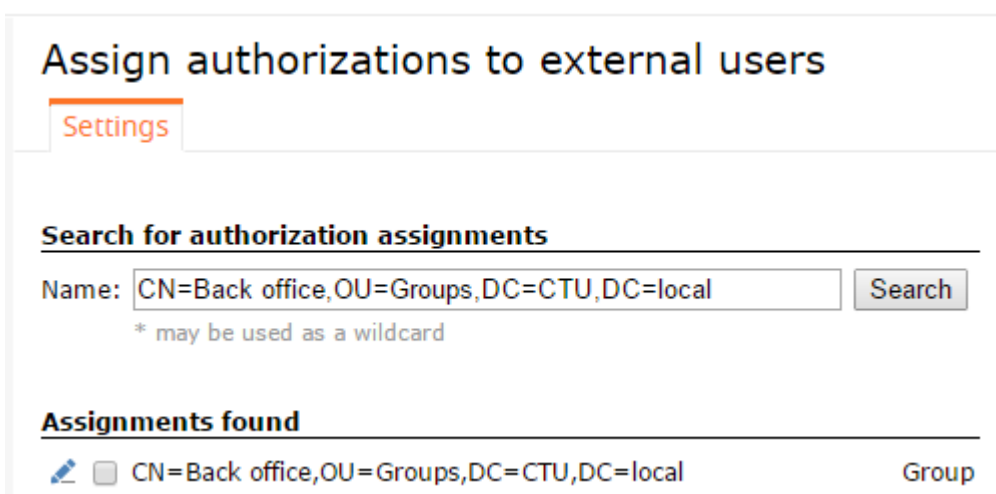 Assign authorizations to external users
Settings
Search for authorization assignments
Name: CN=Back office,OU=Groups,DC=CTU,DC=local Search
* may be used as a wildcard
Assignments found
CN=Back office,OU=Groups,DC=CTU,DC=local Group